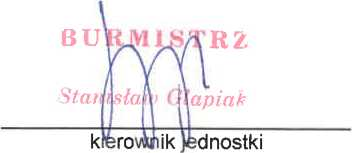 BURMISTRZ
Stanisław Glapiak
kierownik jednostki